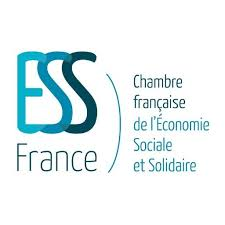 ESS
France
Chambre
française
de l'Économie
Sociale
et Solidaire